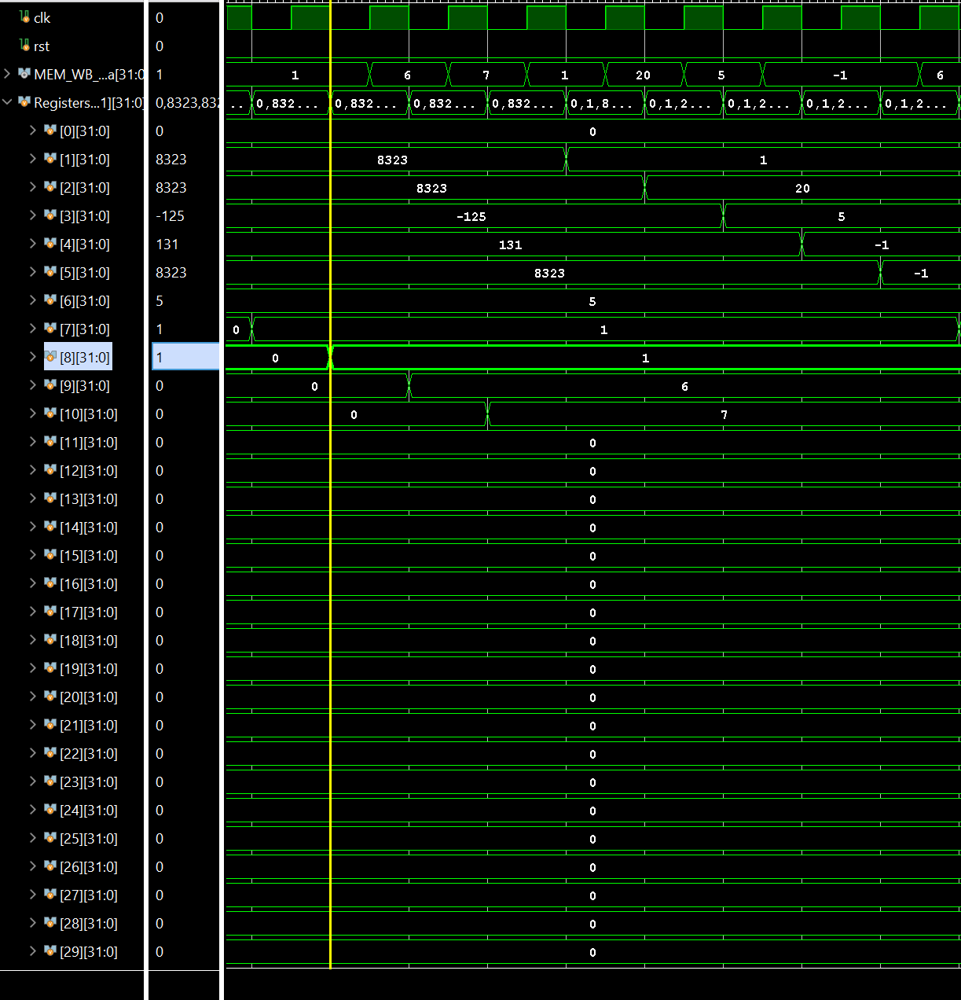 clk 0
rst 0
MEM_WB_...a[31:0 1 1 6 7 1 20 5 -1 6
Registers...1][31:0] 0,8323,832 ... 0,832... 0,832... 0,832... 0,832... 0,1,8... 0,1,2... 0,1,2... 0,1,2... 0,1,2...
[0][31:0] 0 0
[1][31:0] 8323 8323 1
[2][31:0] 8323 8323 20
[3][31:0] -125 -125 5
[4][31:0] 131 131 -1
[5][31:0] 8323 8323 -1
[6][31:0] 5 5
[7][31:0] 1 0 1
[8][31:0] 1 0 1
[9][31:0] 0 0 6
[10][31:0] 0 0 7
[11][31:0] 0 0
[12][31:0] 0 0
[13][31:0] 0 0
[14][31:0] 0 0
[15][31:0] 0 0
[16][31:0] 0 0
[17][31:0] 0 0
[18][31:0] 0 0
[19][31:0] 0 0
[20][31:0] 0 0
[21][31:0] 0 0
[22][31:0] 0 0
[23][31:0] 0 0
[24][31:0] 0 0
[25][31:0] 0 0
[26][31:0] 0 0
[27][31:0] 0 0
[28][31:0] 0 0
[29][31:0] 0 0